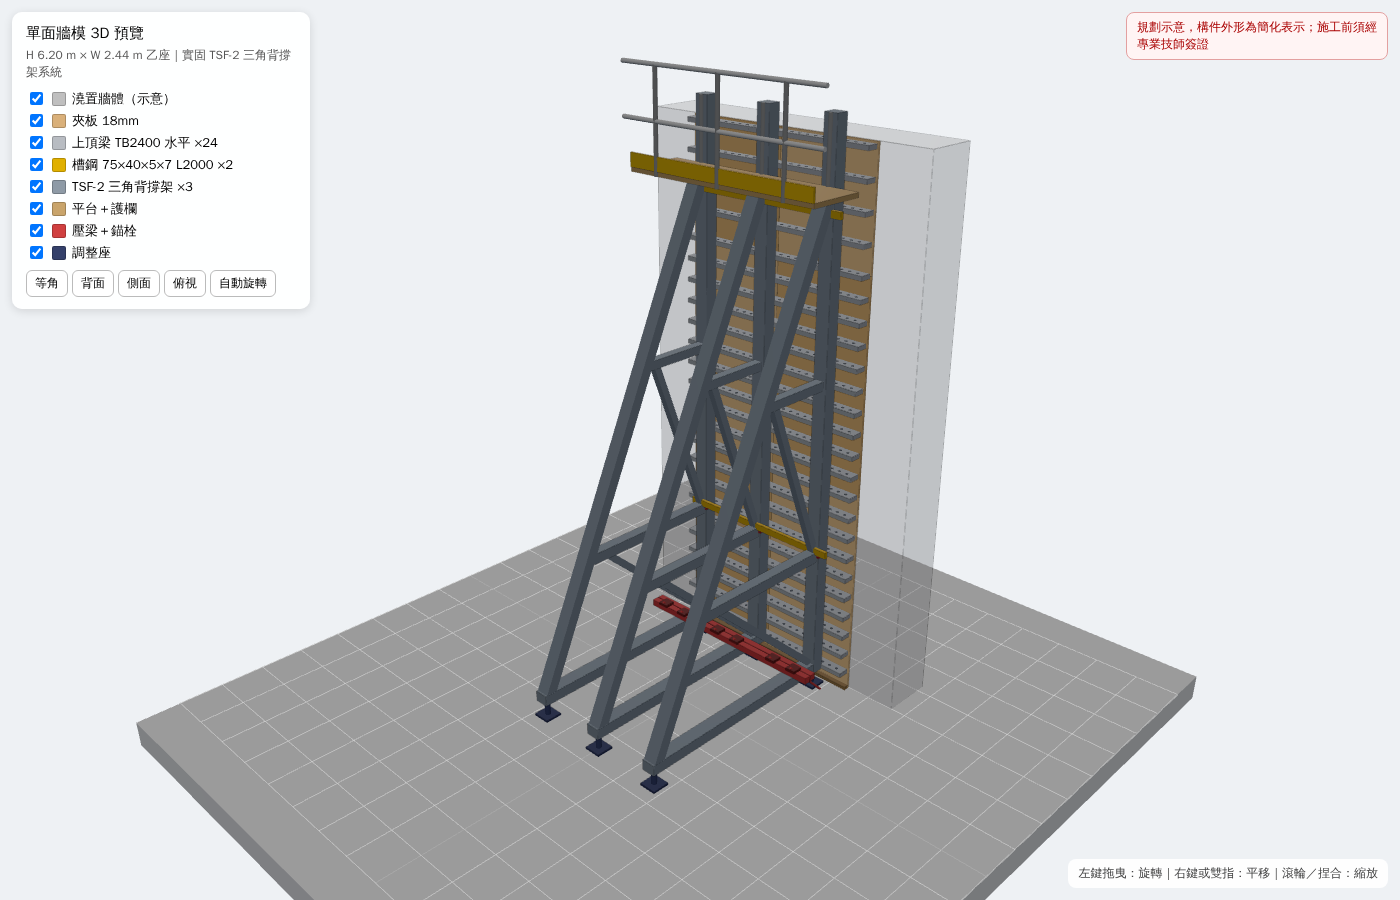 單面牆模 3D 預覽
H 6.20 m × W 2.44 m 乙座｜實固 TSF-2 三角背撐
架系統
澆置牆體（示意）
夾板 18mm
上頂梁 TB2400 水平 ×24
槽鋼 75×40×5×7 L2000 ×2
TSF-2 三角背撐架 ×3
平台＋護欄
壓梁＋錨栓
調整座
等角 背面 側面 俯視 自動旋轉
規劃示意，構件外形為簡化表示；施工前須經
專業技師簽證
左鍵拖曳：旋轉｜右鍵或雙指：平移｜滾輪／捏合：縮放